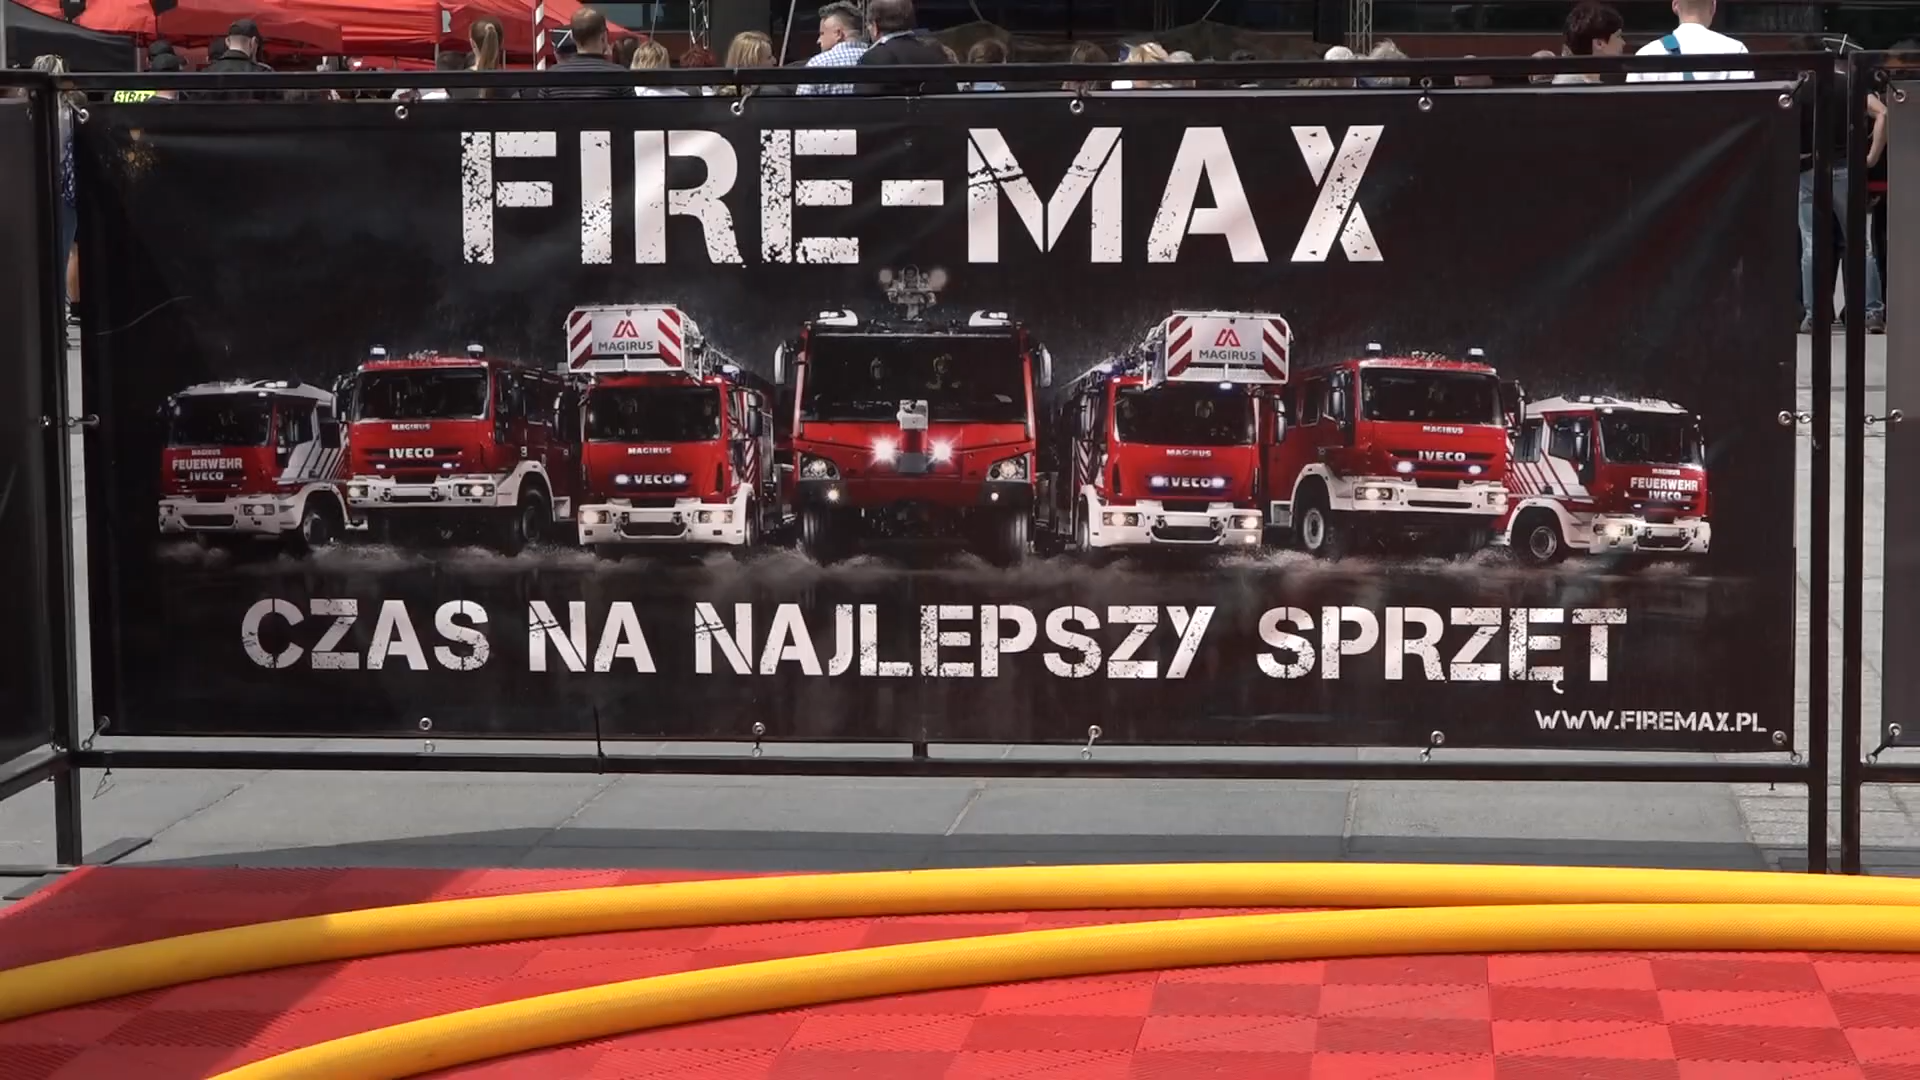 STRAŻ
FIRE-MAX
MAGIRUS
MAGIRUS
MAGIRUS
FEUERWEHR
IVECO
MAGIRUS
IVECO
MAGIRUS
IVECO
MAGIRUS
IVECO
MAGIRUS
IVECO
MAGIRUS
FEUERWEHR
IVECO
CZAS NA NAJLEPSZY SPRZĘT
WWW.FIREMAX.PL